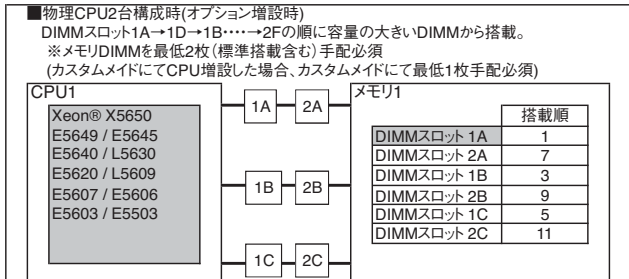 ■物理CPU2台構成時(オプション増設時)
DIMMスロット1A→1D→1B‥‥→2Fの順に容量の大きいDIMMから搭載。
※メモリDIMMを最低2枚(標準搭載含む)手配必須
(カスタムメイドにてCPU増設した場合、カスタムメイドにて最低1枚手配必須)
CPU1
Xeon® X5650
E5649 / E5645
E5640 / L5630
E5620 / L5609
E5607 / E5606
E5603 / E5503
1A 2A
1B 2B
1C 2C
メモリ1
搭載順
DIMMスロット 1A 1
DIMMスロット 2A 7
DIMMスロット 1B 3
DIMMスロット 2B 9
DIMMスロット 1C 5
DIMMスロット 2C 11